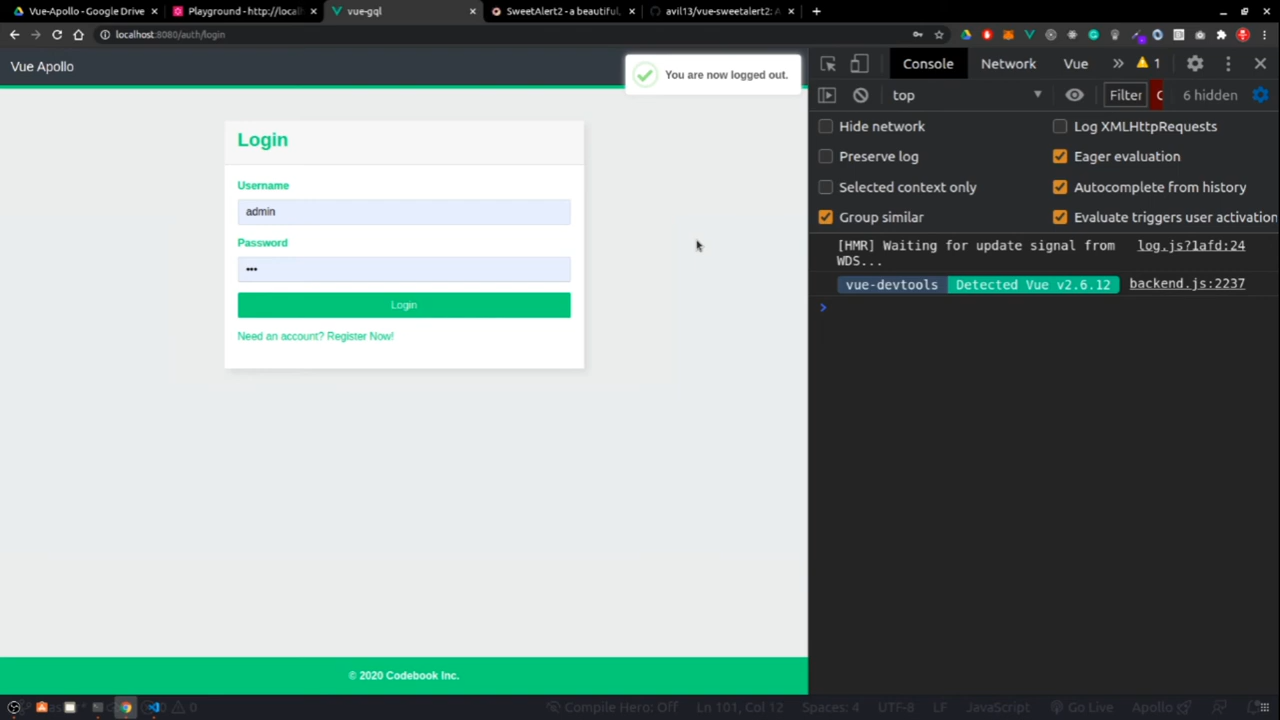 Vue-Apollo - Google Drive
Playground - http://local
vue-gql
SweetAlert2 - a beautiful,
avil13/vue-sweetalert2: A
localhost:8080/auth/login
Vue Apollo
You are now logged out.
Login
Username
admin
Password
•••
Login
Need an account? Register Now!
© 2020 Codebook Inc.
Console
Network
Vue
1
top
Filter
6 hidden
Hide network
Log XMLHttpRequests
Preserve log
Eager evaluation
Selected context only
Autocomplete from history
Group similar
Evaluate triggers user activation
[HMR] Waiting for update signal from log.js?1afd:24
WDS...
vue-devtools Detected Vue v2.6.12 backend.js:2237
Compile Hero: Off
Ln 101, Col 12
Spaces: 4
UTF-8
LF
JavaScript
Go Live
Apollo